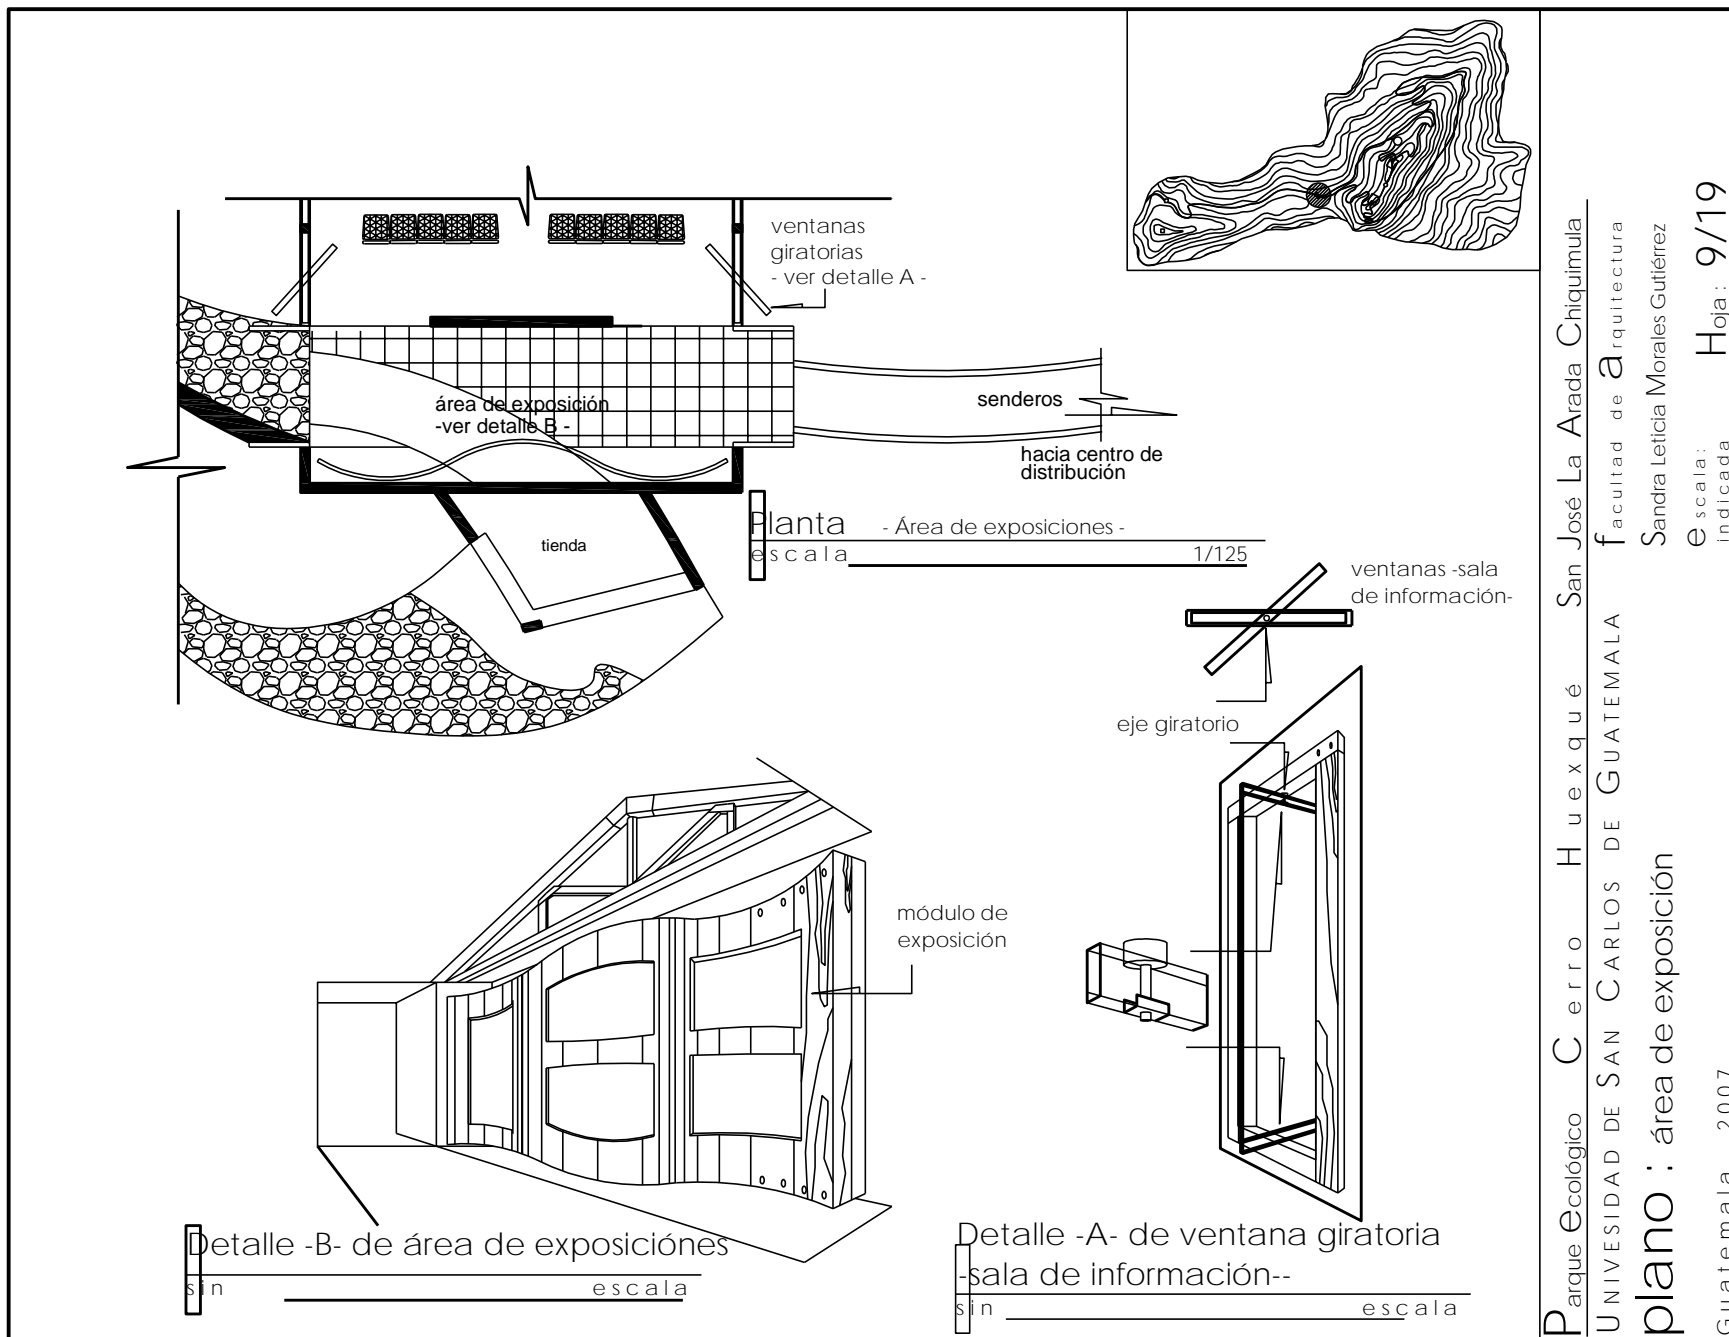 ventanas
giratorias
- ver detalle A -
área de exposición
-ver detalle B -
senderos
hacia centro de
distribución
tienda
Planta - Área de exposiciones -
escala 1/125
ventanas -sala
de información-
eje giratorio
módulo de
exposición
Detalle -B- de área de exposiciónes
sin escala
Detalle -A- de ventana giratoria
-sala de información--
sin escala
Parque Ecológico Cerro Huexqué San José La Arada Chiquimula
UNIVESIDAD DE SAN CARLOS DE GUATEMALA facultad de arquitectura
plano : área de exposición Sandra Leticia Morales Gutiérrez
escala:
indicada
Hoja: 9/19
Guatemala 2007